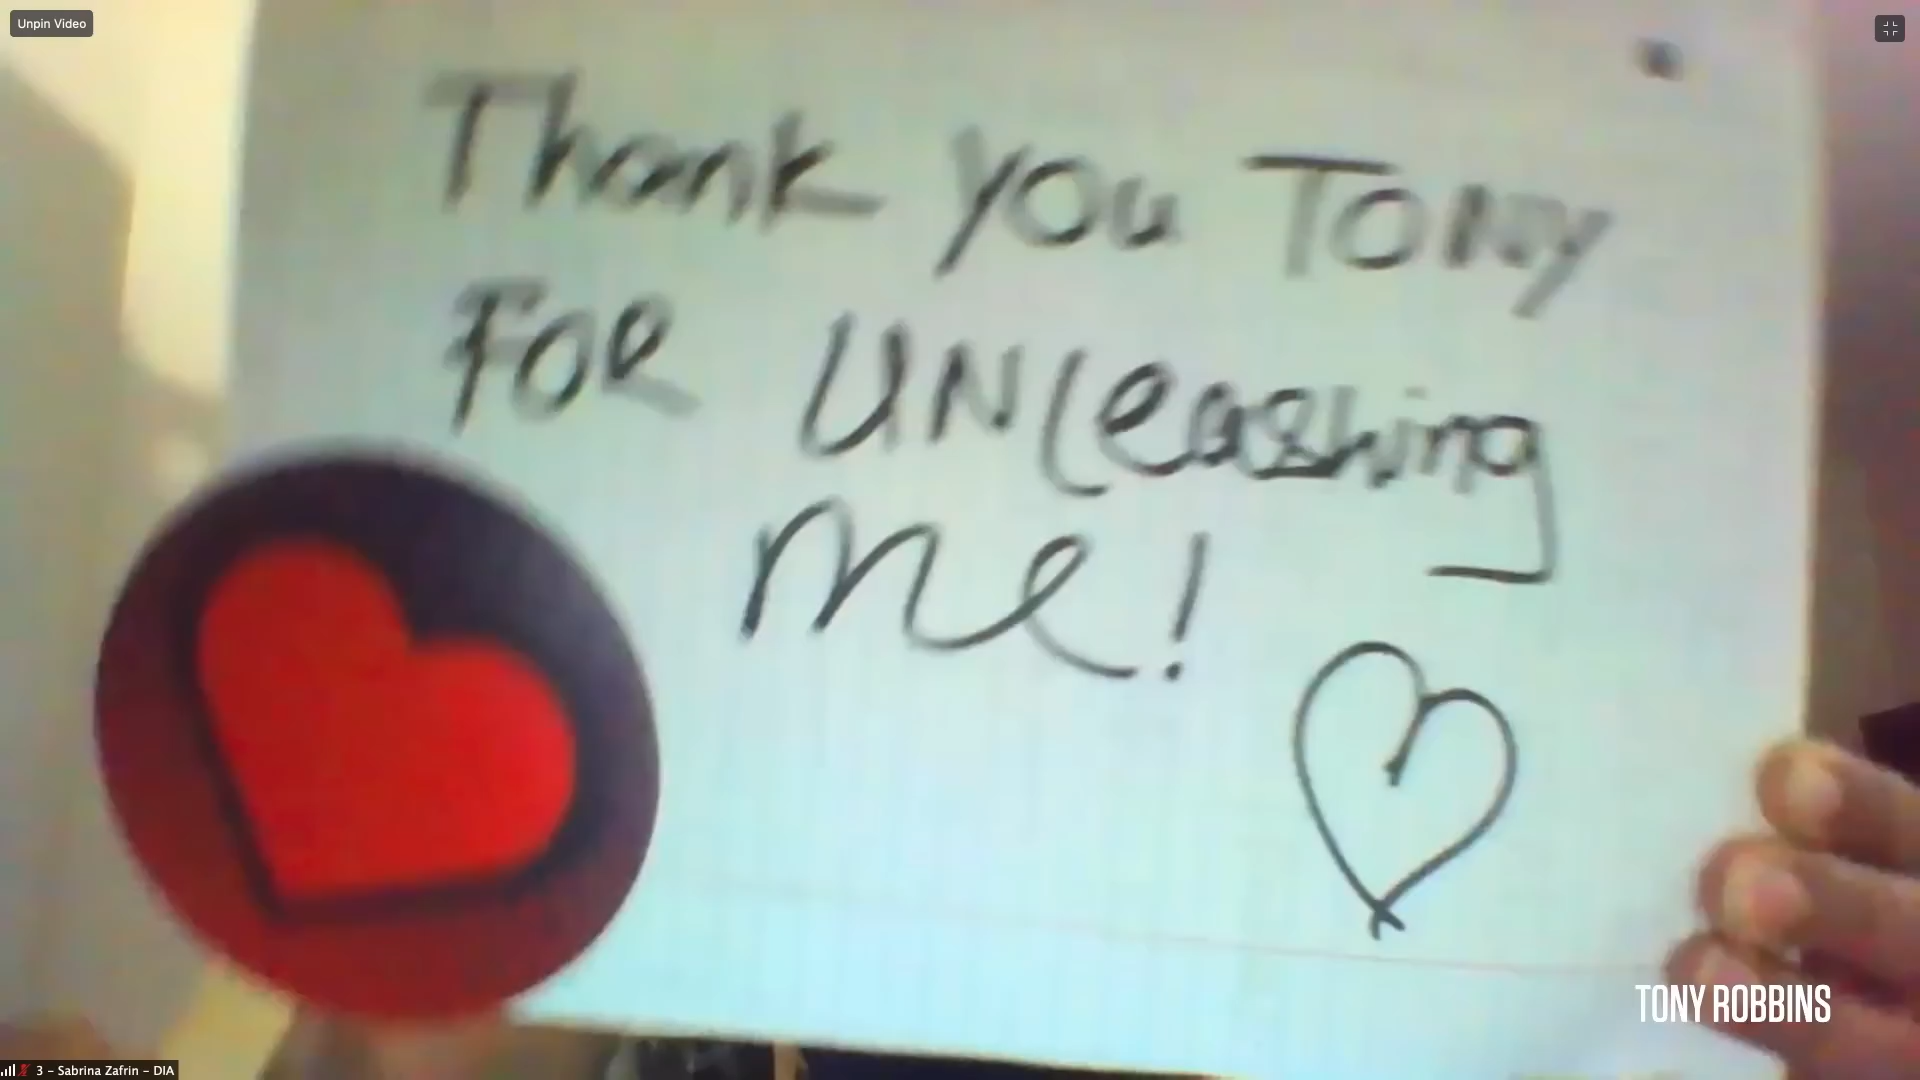 Unpin Video
Thank you TONY
FOR UNLeashing
me!
TONY ROBBINS
3 – Sabrina Zafrin – DIA